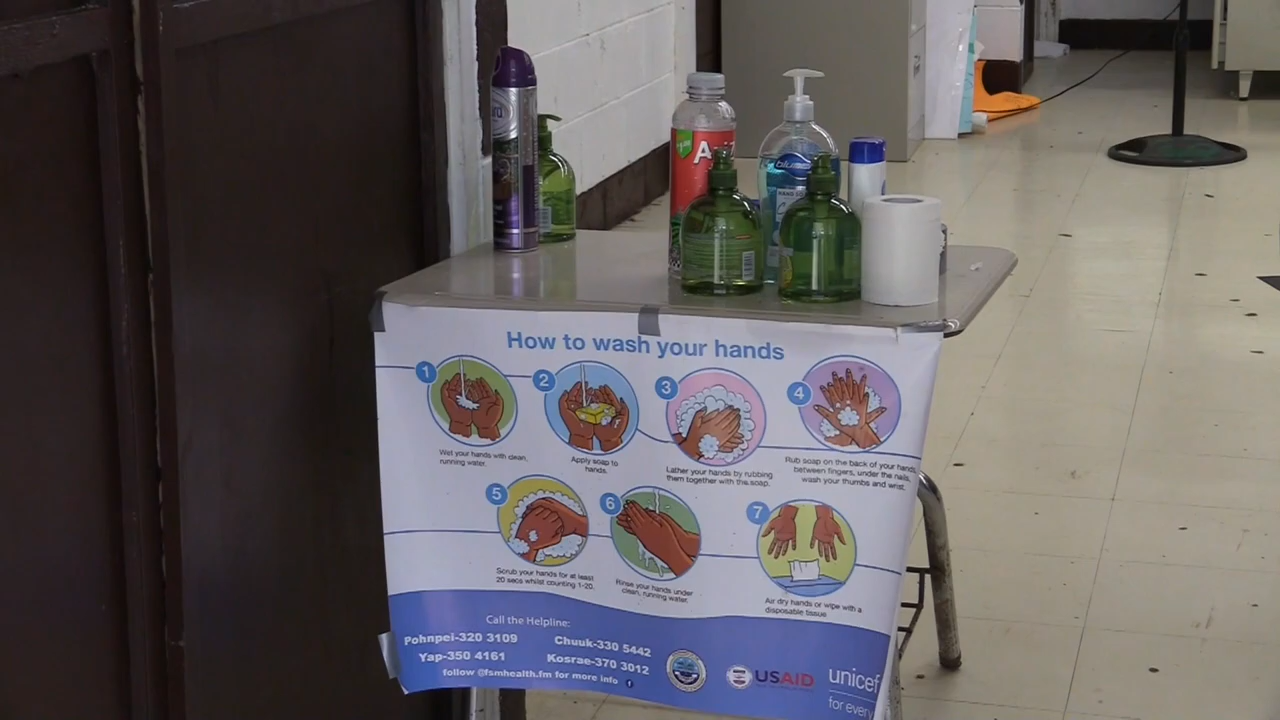 How to wash your hands
1
2
3
4
Wet your hands with clean,
running water.
Apply soap to
hands.
Lather your hands by rubbing
them together with the soap.
Rub soap on the back of your hands,
between fingers, under the nails,
wash your thumbs and wrist.
5
6
7
Scrub your hands for at least
20 secs whilst counting 1-20.
Rinse your hands under
clean, running water.
Air dry hands or wipe with a
disposable tissue
Call the Helpline:
Pohnpei-320 3109
Chuuk-330 5442
Yap-350 4161
Kosrae-370 3012
follow @fsmhealth.fm for more info
USAID
unicef
for every